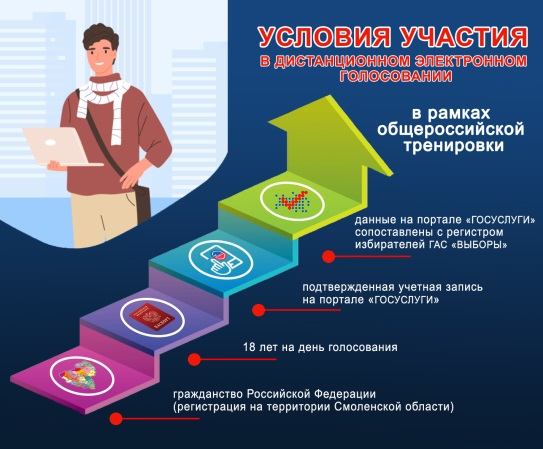 УСЛОВИЯ УЧАСТИЯ
В ДИСТАНЦИОННОМ ЭЛЕКТРОННОМ
ГОЛОСОВАНИИ
в рамках
общероссийской
тренировки
данные на портале «ГОСУСЛУГИ»
сопоставлены с регистром
избирателей ГАС «ВЫБОРЫ»
подтвержденная учетная запись
на портале «ГОСУСЛУГИ»
18 лет на день голосования
гражданство Российской Федерации
(регистрация на территории Смоленской области)